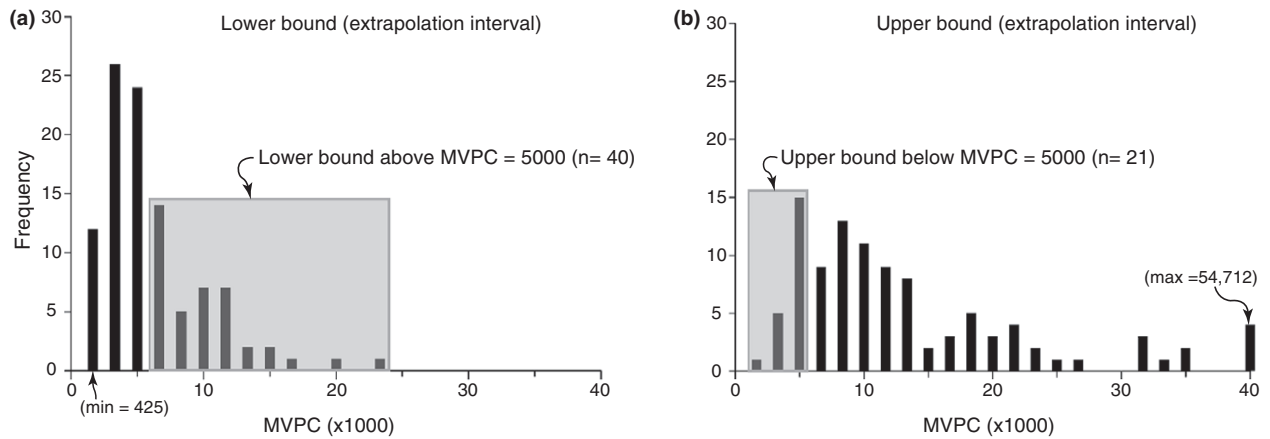 (a)
Lower bound (extrapolation interval)
30
25
20
15
10
5
0
Frequency
Lower bound above MVPC = 5000 (n= 40)
0 10 20 30 40
(min = 425)
MVPC (x1000)
(b)
Upper bound (extrapolation interval)
30
25
20
15
10
5
0
Upper bound below MVPC = 5000 (n= 21)
(max =54,712)
0 10 20 30 40
MVPC (x1000)